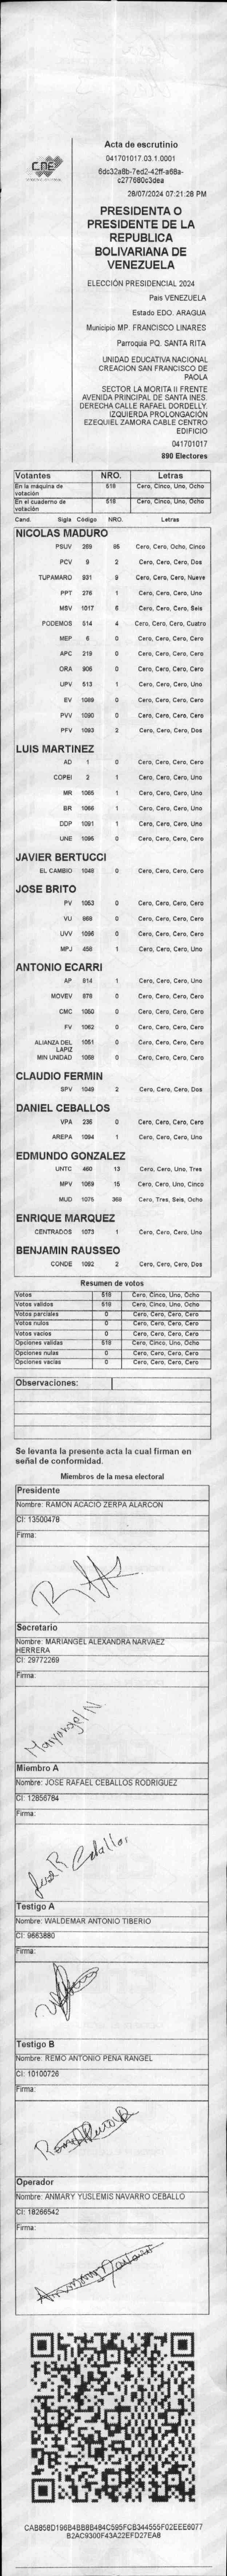 CNE
Acta de escrutinio
041701017.03.1.0001
6dc32a8b-7ed2-42ff-a68a-
c277680c3dea
28/07/2024 07:21:28 PM
PRESIDENTA O
PRESIDENTE DE LA
REPUBLICA
BOLIVARIANA DE
VENEZUELA
ELECCIÓN PRESIDENCIAL 2024
Pais VENEZUELA
Estado EDO. ARAGUA
Municipio MP. FRANCISCO LINARES
Parroquia PQ. SANTA RITA
UNIDAD EDUCATIVA NACIONAL
CREACION SAN FRANCISCO DE
PAOLA
SECTOR LA MORITA II FRENTE
AVENIDA PRINCIPAL DE SANTA INES.
DERECHA CALLE RAFAEL DORDELLY.
IZQUIERDA PROLONGACIÓN
EZEQUIEL ZAMORA CABLE CENTRO
EDIFICIO
041701017
890 Electores
Votantes NRO. Letras
En la máquina de votación 518 Cero, Cinco, Uno, Ocho
En el cuaderno de votación 518 Cero, Cinco, Uno, Ocho
Cand. Sigla Código NRO. Letras
NICOLAS MADURO
PSUV 269 85 Cero, Cero, Ocho, Cinco
PCV 9 2 Cero, Cero, Cero, Dos
TUPAMARO 931 9 Cero, Cero, Cero, Nueve
PPT 276 1 Cero, Cero, Cero, Uno
MSV 1017 6 Cero, Cero, Cero, Seis
PODEMOS 514 4 Cero, Cero, Cero, Cuatro
MEP 6 0 Cero, Cero, Cero, Cero
APC 219 0 Cero, Cero, Cero, Cero
ORA 906 0 Cero, Cero, Cero, Cero
UPV 513 1 Cero, Cero, Cero, Uno
EV 1089 0 Cero, Cero, Cero, Cero
PVV 1090 0 Cero, Cero, Cero, Cero
PFV 1093 2 Cero, Cero, Cero, Dos
LUIS MARTINEZ
AD 1 0 Cero, Cero, Cero, Cero
COPEI 2 1 Cero, Cero, Cero, Uno
MR 1065 1 Cero, Cero, Cero, Uno
BR 1066 1 Cero, Cero, Cero, Uno
DDP 1091 1 Cero, Cero, Cero, Uno
UNE 1095 0 Cero, Cero, Cero, Cero
JAVIER BERTUCCI
EL CAMBIO 1048 0 Cero, Cero, Cero, Cero
JOSE BRITO
PV 1053 0 Cero, Cero, Cero, Cero
VU 868 0 Cero, Cero, Cero, Cero
UVV 1096 0 Cero, Cero, Cero, Cero
MPJ 458 1 Cero, Cero, Cero, Uno
ANTONIO ECARRI
AP 814 1 Cero, Cero, Cero, Uno
MOVEV 878 0 Cero, Cero, Cero, Cero
CMC 1050 0 Cero, Cero, Cero, Cero
FV 1062 0 Cero, Cero, Cero, Cero
ALIANZA DEL LAPIZ 1051 0 Cero, Cero, Cero, Cero
MIN UNIDAD 1058 0 Cero, Cero, Cero, Cero
CLAUDIO FERMIN
SPV 1049 2 Cero, Cero, Cero, Dos
DANIEL CEBALLOS
VPA 236 0 Cero, Cero, Cero, Cero
AREPA 1094 1 Cero, Cero, Cero, Uno
EDMUNDO GONZALEZ
UNTC 460 13 Cero, Cero, Uno, Tres
MPV 1069 15 Cero, Cero, Uno, Cinco
MUD 1075 368 Cero, Tres, Seis, Ocho
ENRIQUE MARQUEZ
CENTRADOS 1073 1 Cero, Cero, Cero, Uno
BENJAMIN RAUSSEO
CONDE 1092 2 Cero, Cero, Cero, Dos
Resumen de votos
Votos 518 Cero, Cinco, Uno, Ocho
Votos validos 518 Cero, Cinco, Uno, Ocho
Votos parciales 0 Cero, Cero, Cero, Cero
Votos nulos 0 Cero, Cero, Cero, Cero
Votos vacios 0 Cero, Cero, Cero, Cero
Opciones validas 518 Cero, Cinco, Uno, Ocho
Opciones nulas 0 Cero, Cero, Cero, Cero
Opciones vacias 0 Cero, Cero, Cero, Cero
Observaciones:
Se levanta la presente acta la cual firman en
señal de conformidad.
Miembros de la mesa electoral
Presidente
Nombre: RAMON ACACIO ZERPA ALARCON
CI: 13500478
Firma:
Secretario
Nombre: MARIANGEL ALEXANDRA NARVAEZ
HERRERA
CI: 29772269
Firma:
Mariangel N
Miembro A
Nombre: JOSE RAFAEL CEBALLOS RODRIGUEZ
CI: 12856784
Firma:
Jose R Ceballos
Testigo A
Nombre: WALDEMAR ANTONIO TIBERIO
CI: 9663880
Firma:
Testigo B
Nombre: REMO ANTONIO PENA RANGEL
CI: 10100726
Firma:
Operador
Nombre: ANMARY YUSLEMIS NAVARRO CEBALLO
CI: 18266542
Firma:
Anmary Navarro
CAB858D196B4BB8B484C595FCB344555F02EEE6077
B2AC9300F43A22EFD27EA8